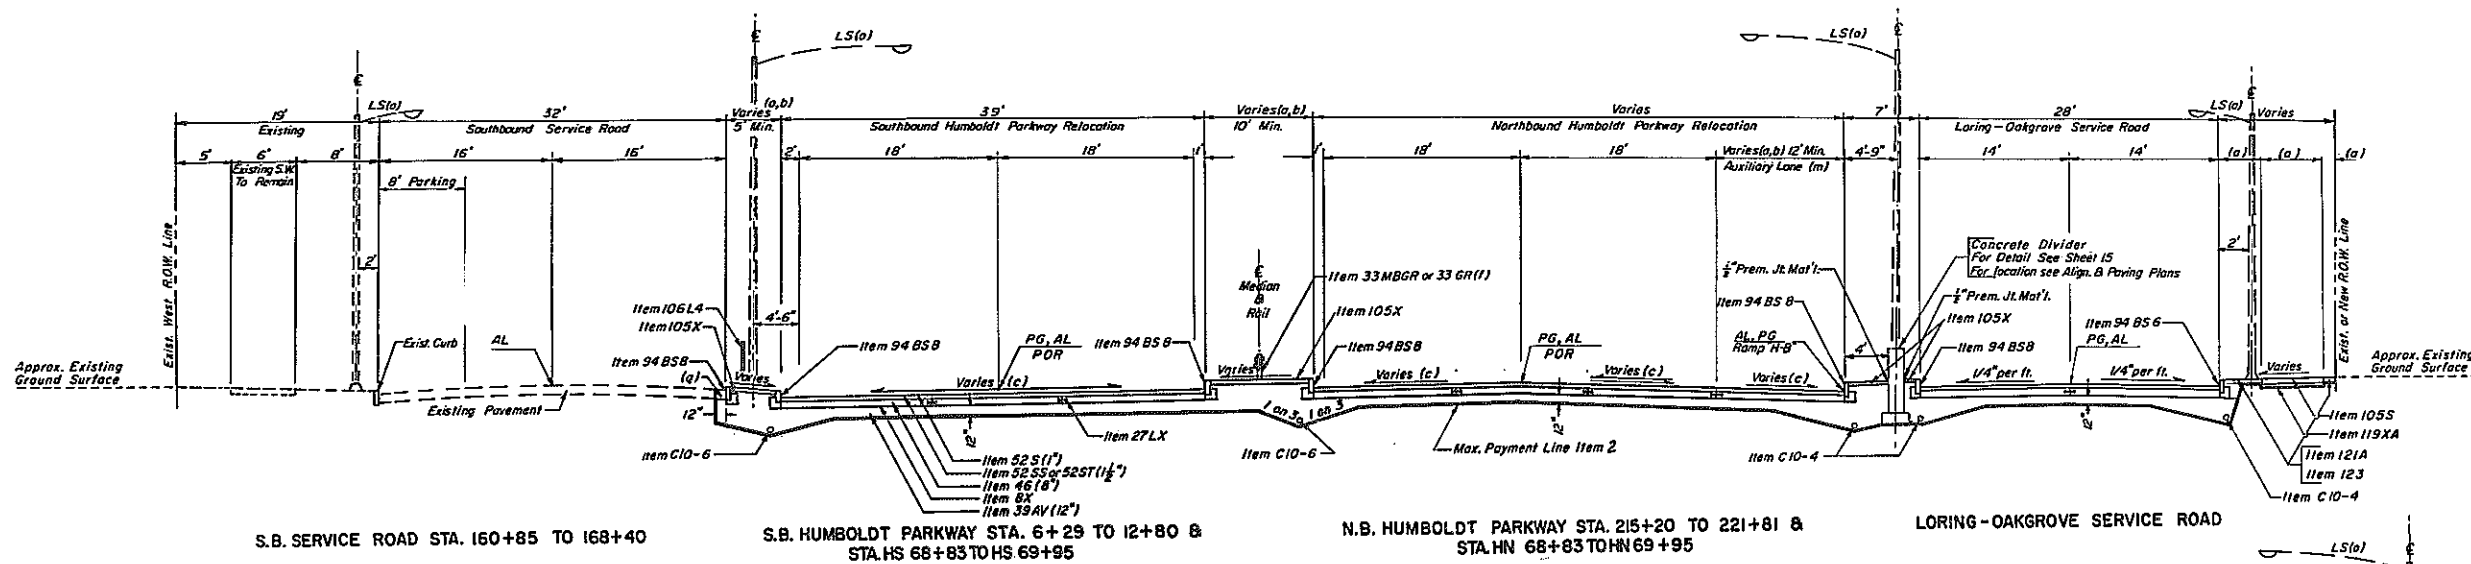 LS(o)
LS(o)
LS(o)
LS(o)
19'
Existing
32'
Southbound Service Road
Varies (a,b)
5' Min.
39'
Southbound Humboldt Parkway Relocation
Varies(a,b)
10' Min.
Varies
Northbound Humboldt Parkway Relocation
7'
28'
Loring-Oakgrove Service Road
Varies
5'
6'
8'
16'
16'
2'
18'
18'
1'
1'
18'
18'
Varies(a,b) 12' Min.
Auxiliary Lane (m)
4'-9"
14'
14'
(a)
(a)
(a)
Existing S.W.
To Remain
8' Parking
Exist. West R.O.W. Line
2'
Item 106 L4
Item 105X
Item 94 BS8
(q)
4'-6"
Exist. Curb
AL
Existing Pavement
Approx. Existing
Ground Surface
Varies
12"
Item 94 BS8
PG, AL
POR
Item 94 BS 8
Varies (c)
12"
Item 27LX
Item C10-6
Item 52 S (1")
Item 52 SS or 52 ST (1½")
Item 46 (8")
Item 8X
Item 39 AV (12")
℄
Median
&
Rail
Item 33 MBGR or 33 GR(f)
Item 105X
Varies
Item 94BS8
1 on 3
1 on 3
Item C10-6
PG, AL
POR
Varies (c)
Varies (c)
Varies (c)
12"
Max. Payment Line Item 2
½" Prem. Jt. Mat'l.
Item 94 BS 8
AL, PG
Ramp H-B
4'
Concrete Divider
For Detail See Sheet 15
For location see Align. & Paving Plans
½" Prem. Jt. Mat'l.
Item 105X
Item 94 BS8
Item C10-4
PG, AL
1/4" per ft.
1/4" per ft.
12"
Item 94 BS 6
2'
Varies
Exist. or New R.O.W. Line
Approx. Existing
Ground Surface
Item 105S
Item 119XA
Item 121A
Item 123
Item C10-4
S.B. SERVICE ROAD STA. 160+85 TO 168+40
S.B. HUMBOLDT PARKWAY STA. 6+29 TO 12+80 &
STA. HS 68+83 TO HS 69+95
N.B. HUMBOLDT PARKWAY STA. 215+20 TO 221+81 &
STA. HN 68+83 TO HN 69+95
LORING-OAKGROVE SERVICE ROAD
LS(o)